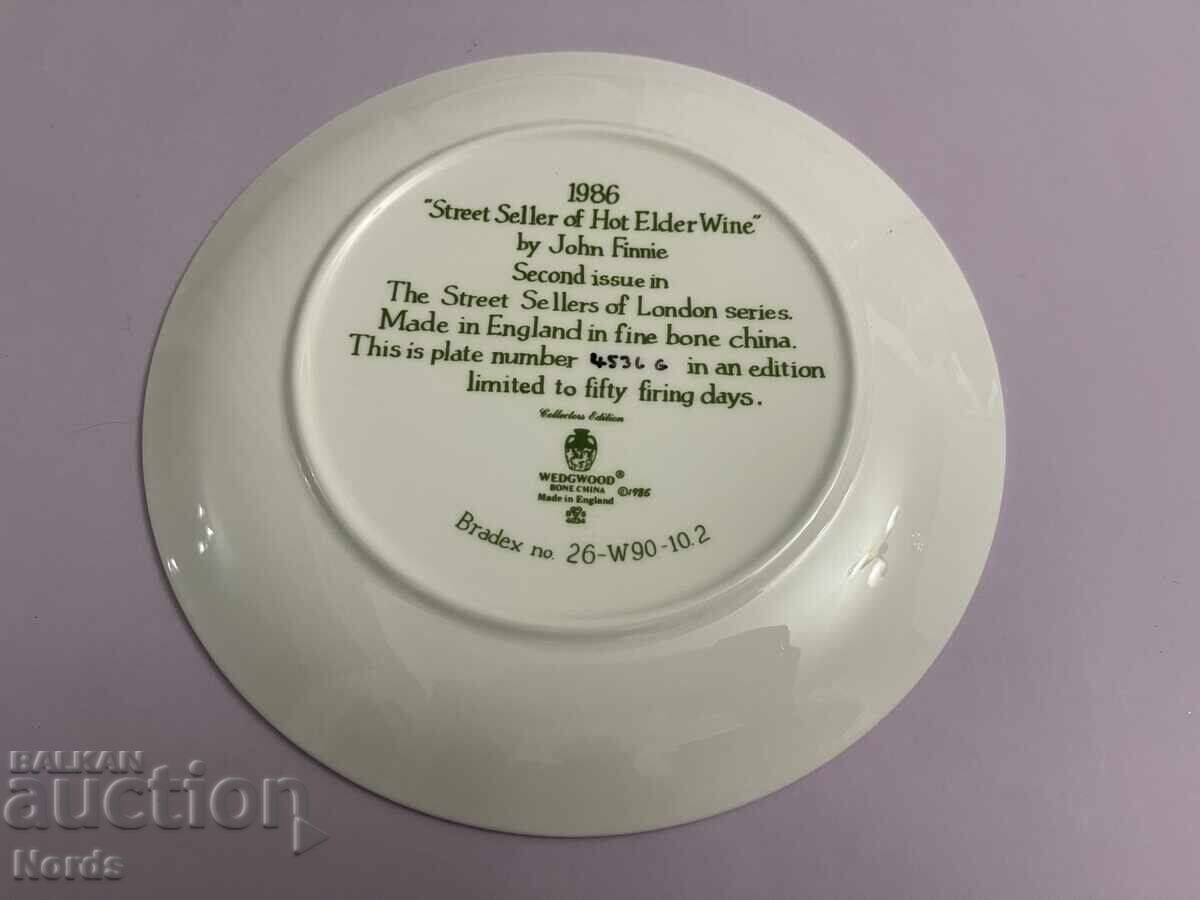 1986
"Street Seller of Hot Elder Wine"
by John Finnie
Second issue in
The Street Sellers of London series.
Made in England in fine bone china.
This is plate number 4536 G in an edition
limited to fifty firing days.
Collectors Edition
WEDGWOOD®
BONE CHINA ©1986
Made in England
Bradex no. 26-W90-10.2
BALKAN
auction
Nords